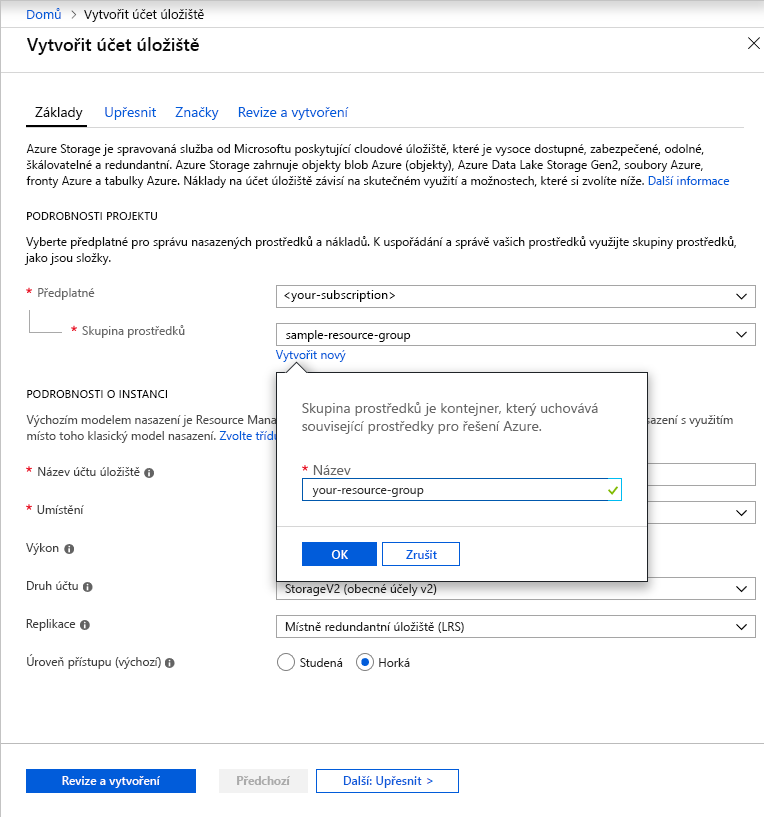 Domů > Vytvořit účet úložiště
Vytvořit účet úložiště
Základy Upřesnit Značky Revize a vytvoření
Azure Storage je spravovaná služba od Microsoftu poskytující cloudové úložiště, které je vysoce dostupné, zabezpečené, odolné,
škálovatelné a redundantní. Azure Storage zahrnuje objekty blob Azure (objekty), Azure Data Lake Storage Gen2, soubory Azure,
fronty Azure a tabulky Azure. Náklady na účet úložiště závisí na skutečném využití a možnostech, které si zvolíte níže. Další informace
PODROBNOSTI PROJEKTU
Vyberte předplatné pro správu nasazených prostředků a nákladů. K uspořádání a správě vašich prostředků využijte skupiny prostředků,
jako jsou složky.
* Předplatné
<your-subscription>
* Skupina prostředků
sample-resource-group
Vytvořit nový
Skupina prostředků je kontejner, který uchovává
související prostředky pro řešení Azure.
* Název
your-resource-group
OK Zrušit
PODROBNOSTI O INSTANCI
Výchozím modelem nasazení je Resource Mana sazení s využitím
místo toho klasický model nasazení. Zvolte třídu
* Název účtu úložiště
* Umístění
Výkon
Druh účtu
StorageV2 (obecné účely v2)
Replikace
Místně redundantní úložiště (LRS)
Úroveň přístupu (výchozí)
Studená Horká
Revize a vytvoření Předchozí Další: Upřesnit >